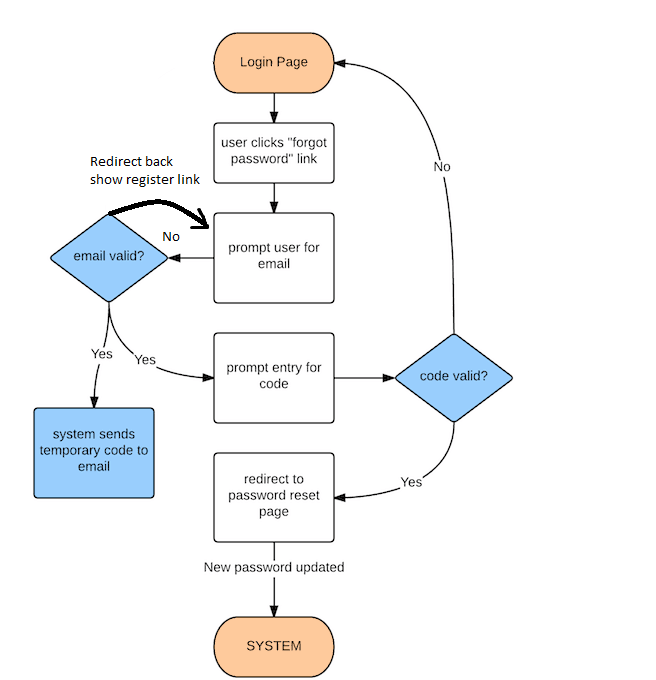 Login Page
user clicks "forgot
password" link
Redirect back
show register link
No
No
prompt user for
email
email valid?
Yes
Yes
prompt entry for
code
code valid?
system sends
temporary code to
email
redirect to
password reset
page
Yes
New password updated
SYSTEM